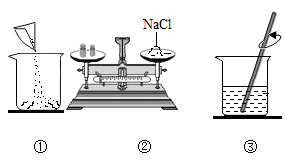 NaCl
① ② ③